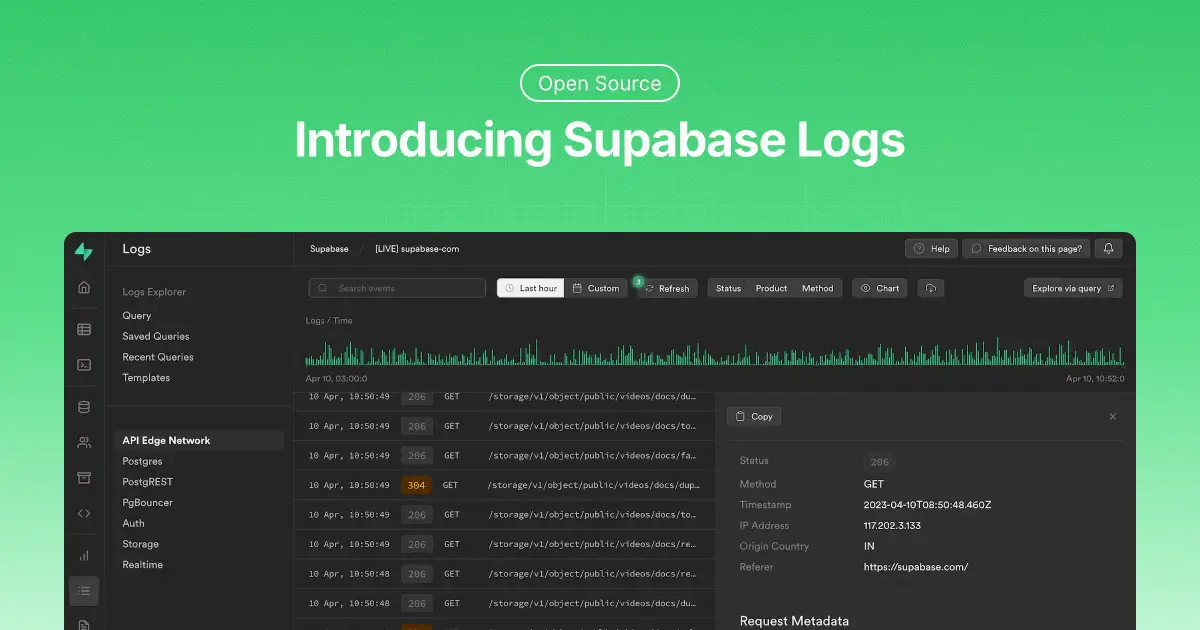 Open Source
Introducing Supabase Logs
Logs
Supabase / [LIVE] supabase-com
Help
Feedback on this page?
Logs Explorer
Query
Saved Queries
Recent Queries
Templates
API Edge Network
Postgres
PostgREST
PgBouncer
Auth
Storage
Realtime
Search events
Last hour
Custom
3
Refresh
Status
Product
Method
Chart
Explore via query
Logs / Time
Apr 10, 03:00:0
Apr 10, 10:52:0
10 Apr, 10:50:49 206 GET /storage/v1/object/public/videos/docs/du…
10 Apr, 10:50:49 206 GET /storage/v1/object/public/videos/docs/to…
10 Apr, 10:50:49 206 GET /storage/v1/object/public/videos/docs/fa…
10 Apr, 10:50:49 304 GET /storage/v1/object/public/videos/docs/dup…
10 Apr, 10:50:49 206 GET /storage/v1/object/public/videos/docs/to…
10 Apr, 10:50:49 206 GET /storage/v1/object/public/videos/docs/re…
10 Apr, 10:50:48 206 GET /storage/v1/object/public/videos/docs/re…
10 Apr, 10:50:48 206 GET /storage/v1/object/public/videos/docs/du…
Copy
Status 206
Method GET
Timestamp 2023-04-10T08:50:48.460Z
IP Address 117.202.3.133
Origin Country IN
Referer https://supabase.com/
Request Metadata